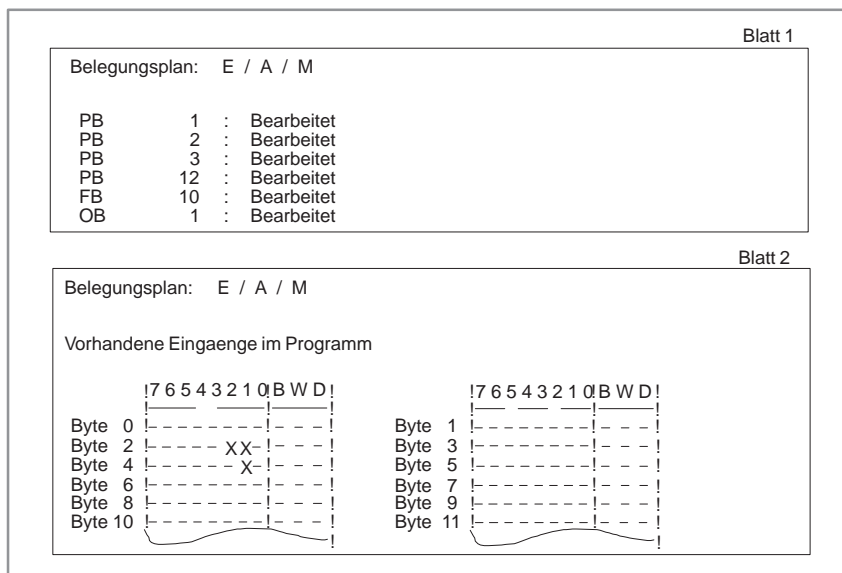 Blatt 1
Belegungsplan: E / A / M
PB 1 : Bearbeitet
PB 2 : Bearbeitet
PB 3 : Bearbeitet
PB 12 : Bearbeitet
FB 10 : Bearbeitet
OB 1 : Bearbeitet
Blatt 2
Belegungsplan: E / A / M
Vorhandene Eingaenge im Programm
!7 6 5 4 3 2 1 0!B W D! !7 6 5 4 3 2 1 0!B W D!
Byte 0 !- - - - - - - -!- - -! Byte 1 !- - - - - - - -!- - -!
Byte 2 !- - - - - X X -!- - -! Byte 3 !- - - - - - - -!- - -!
Byte 4 !- - - - - - X -!- - -! Byte 5 !- - - - - - - -!- - -!
Byte 6 !- - - - - - - -!- - -! Byte 7 !- - - - - - - -!- - -!
Byte 8 !- - - - - - - -!- - -! Byte 9 !- - - - - - - -!- - -!
Byte 10 !- - - - - - - -!- - -! Byte 11 !- - - - - - - -!- - -!